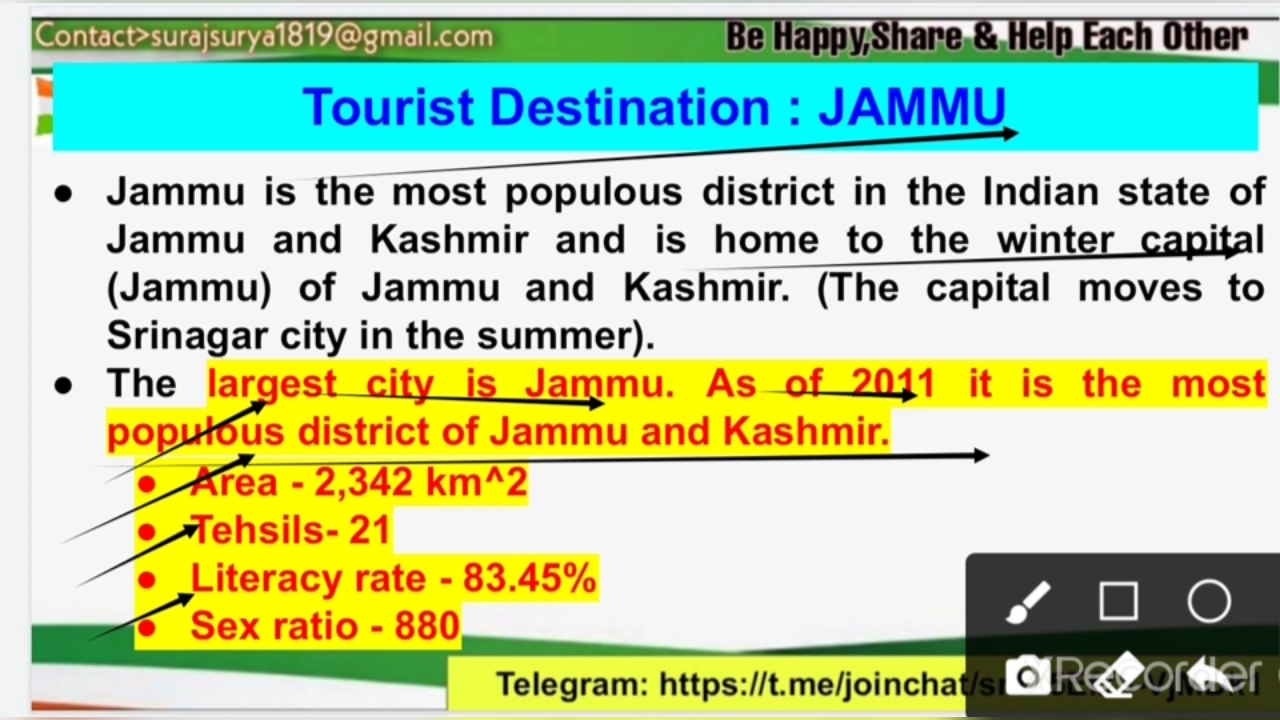 Contact>surajsurya1819@gmail.com
Be Happy,Share & Help Each Other
Tourist Destination : JAMMU
● Jammu is the most populous district in the Indian state of
Jammu and Kashmir and is home to the winter capital
(Jammu) of Jammu and Kashmir. (The capital moves to
Srinagar city in the summer).
● The largest city is Jammu. As of 2011 it is the most
populous district of Jammu and Kashmir.
● Area - 2,342 km^2
● Tehsils- 21
● Literacy rate - 83.45%
● Sex ratio - 880
Telegram: https://t.me/joinchat/
XRecorder